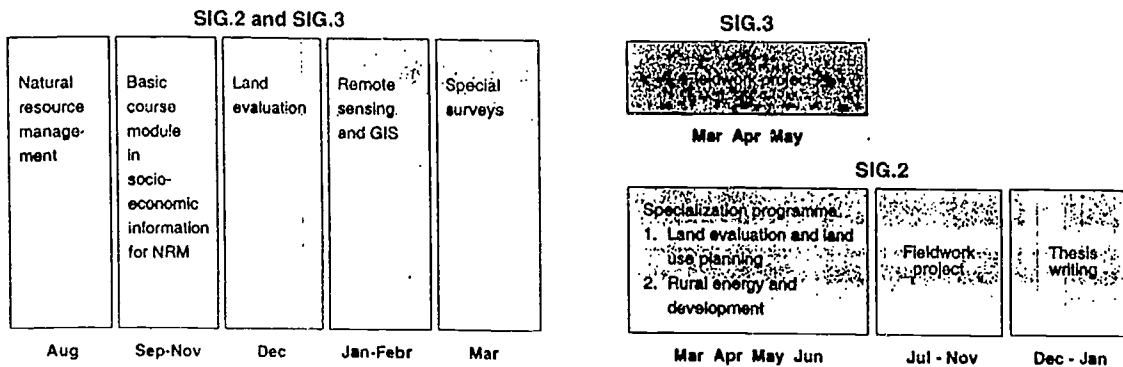 SIG.2 and SIG.3
Natural
resource
manage-
ment
Basic
course
module
in
socio-
economic
information
for NRM
Land
evaluation
Remote
sensing
and GIS
Special
surveys
Aug
Sep-Nov
Dec
Jan-Febr
Mar
SIG.3
fieldwork project
Mar Apr May
SIG.2
Specialization programme
1. Land evaluation and land
use planning
2. Rural energy and
development
Fieldwork
project
Thesis
writing
Mar Apr May Jun
Jul - Nov
Dec - Jan